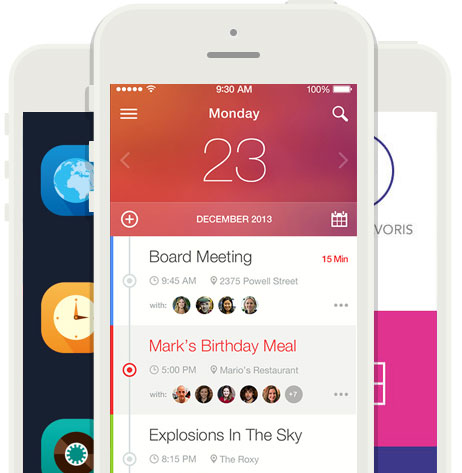 9:30 AM
100%
Monday
23
DECEMBER 2013
VORIS
Board Meeting
15 Min
9:45 AM 2375 Powell Street
with:
Mark's Birthday Meal
5:00 PM Mario's Restaurant
with: +7
Explosions In The Sky
8:15 PM The Roxy